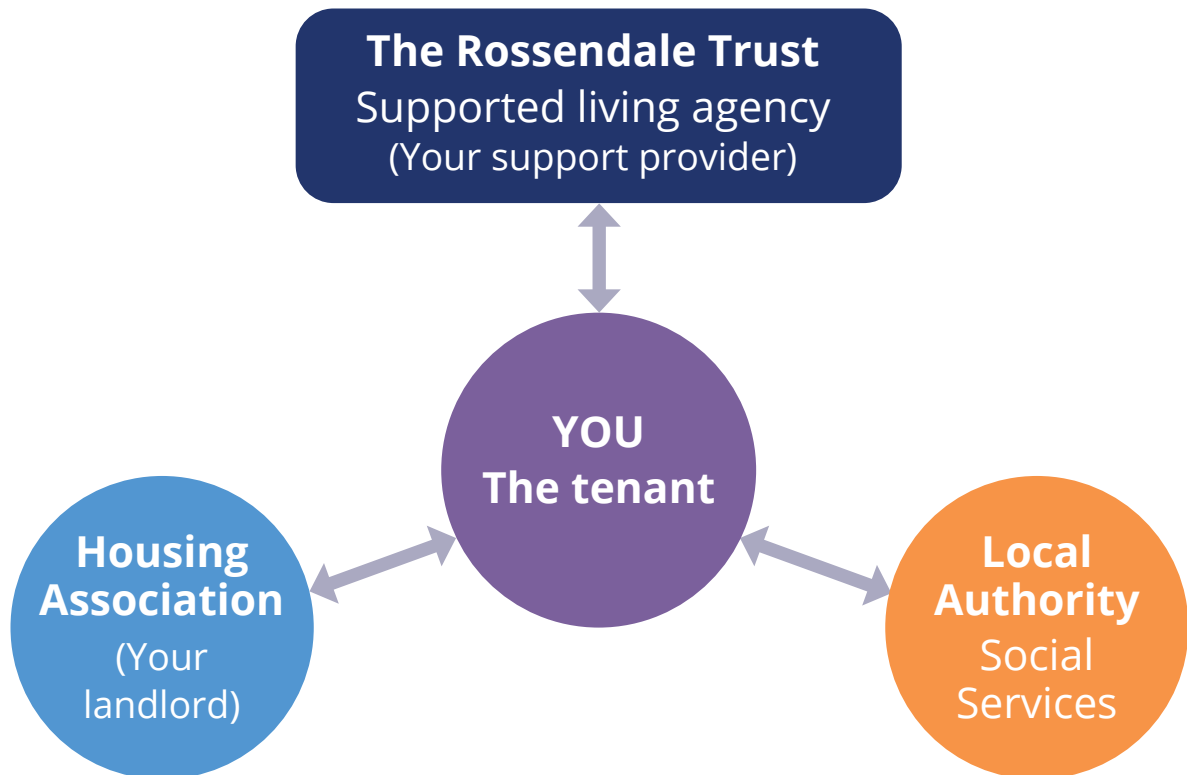 The Rossendale Trust
Supported living agency
(Your support provider)
YOU
The tenant
Housing
Association
(Your
landlord)
Local
Authority
Social
Services